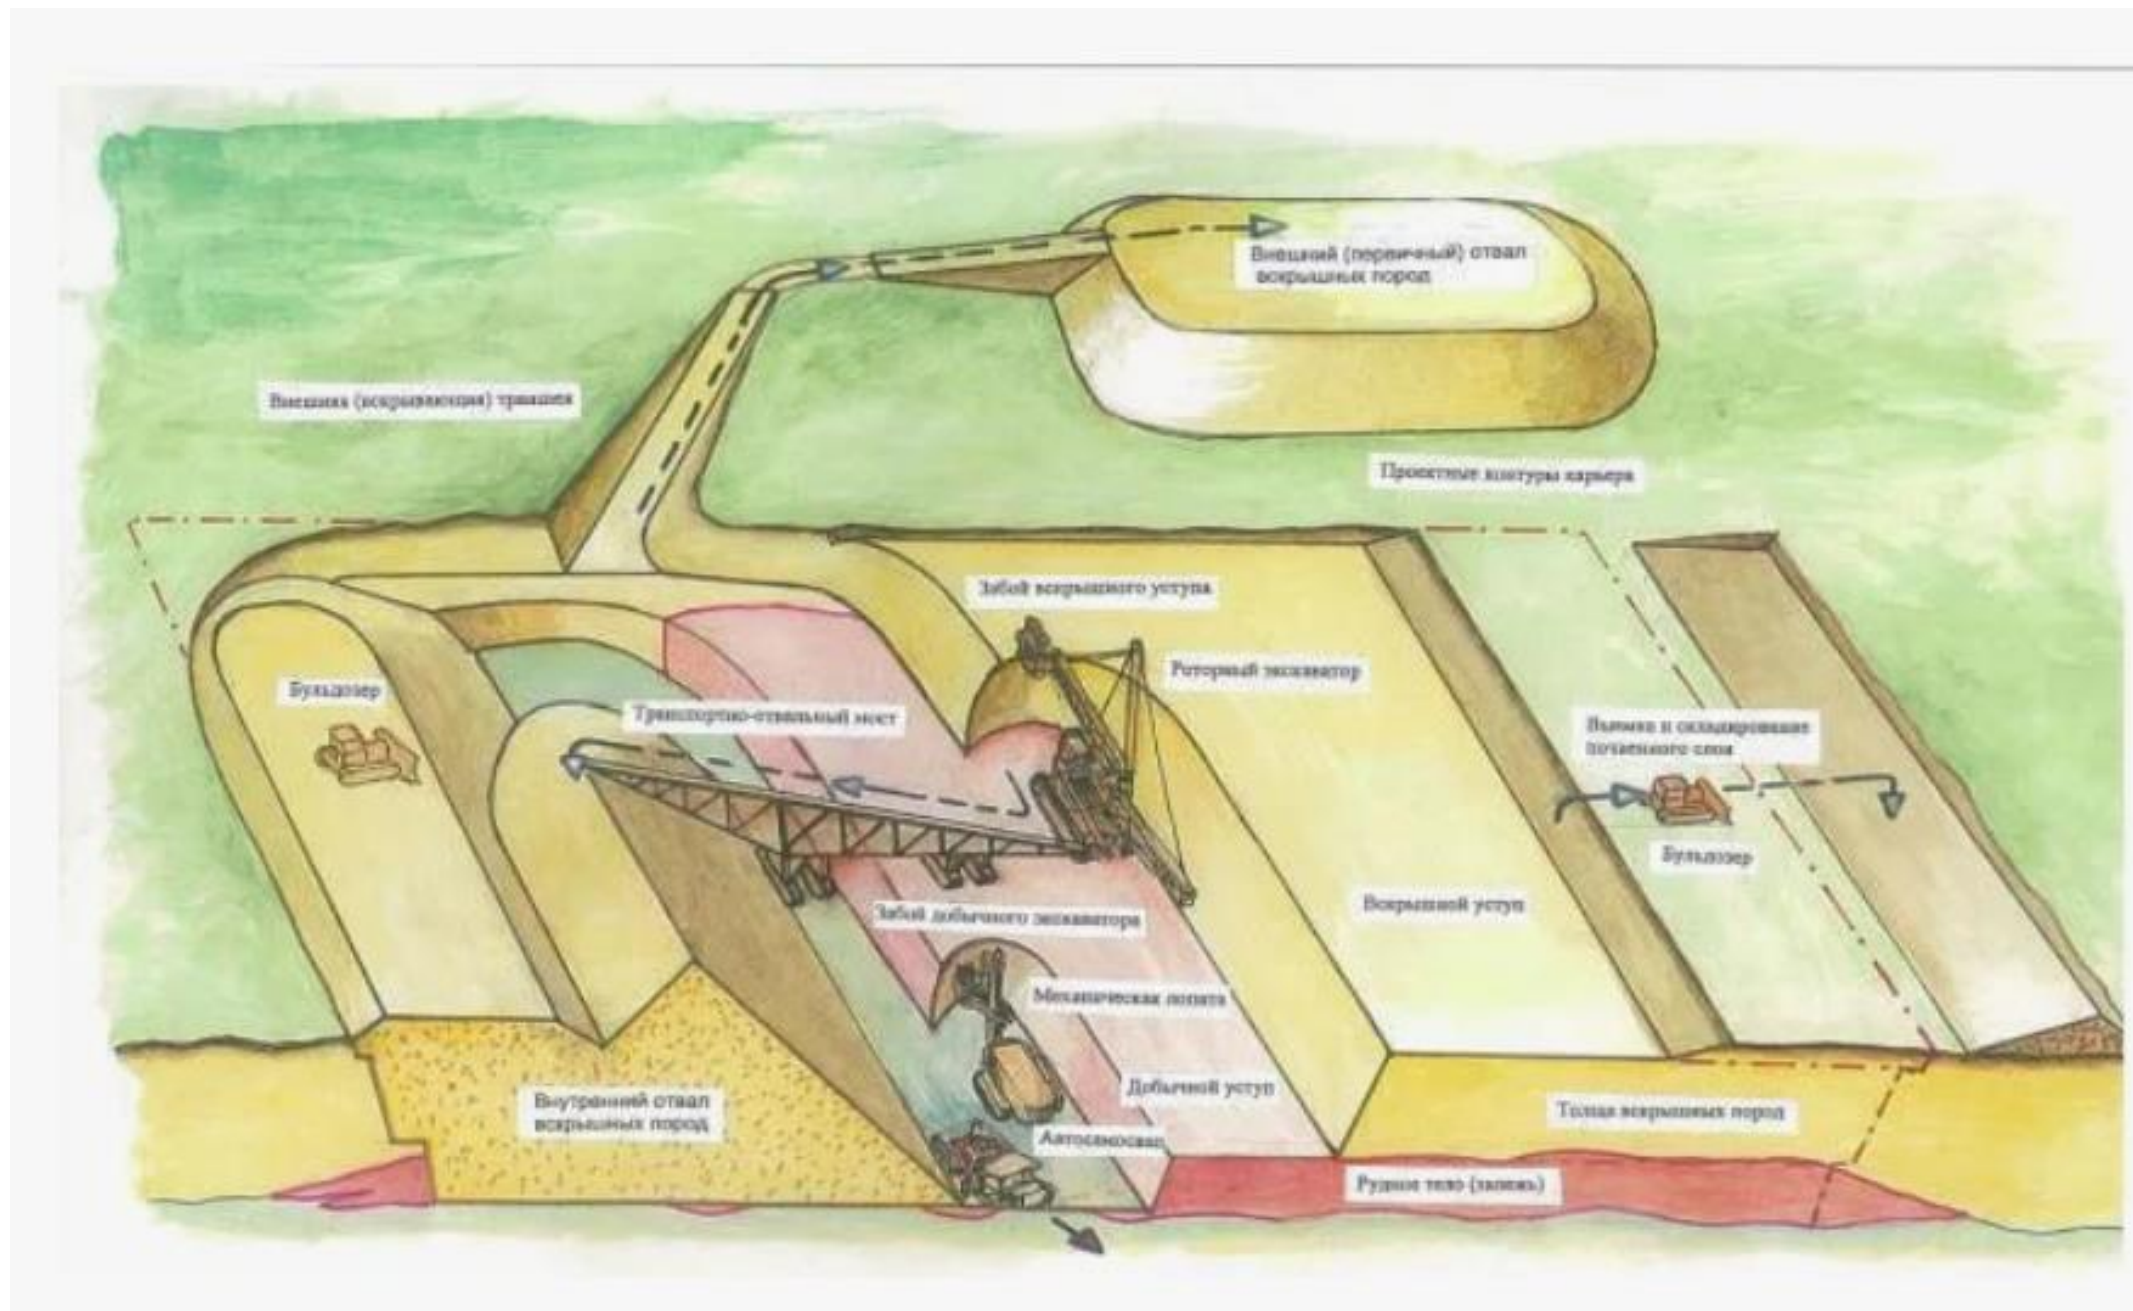 Внешний (первичный) отвал
вскрышных пород
Внешняя (вскрывающая) траншея
Проектные контуры карьера
Забой вскрышного уступа
Роторный экскаватор
Бульдозер
Транспортно-отвальный мост
Выемка и складирование
почвенного слоя
Бульдозер
Вскрышной уступ
Забой добычного экскаватора
Механическая лопата
Добычной уступ
Внутренний отвал
вскрышных пород
Толща вскрышных пород
Автосамосвал
Рудное тело (залежь)